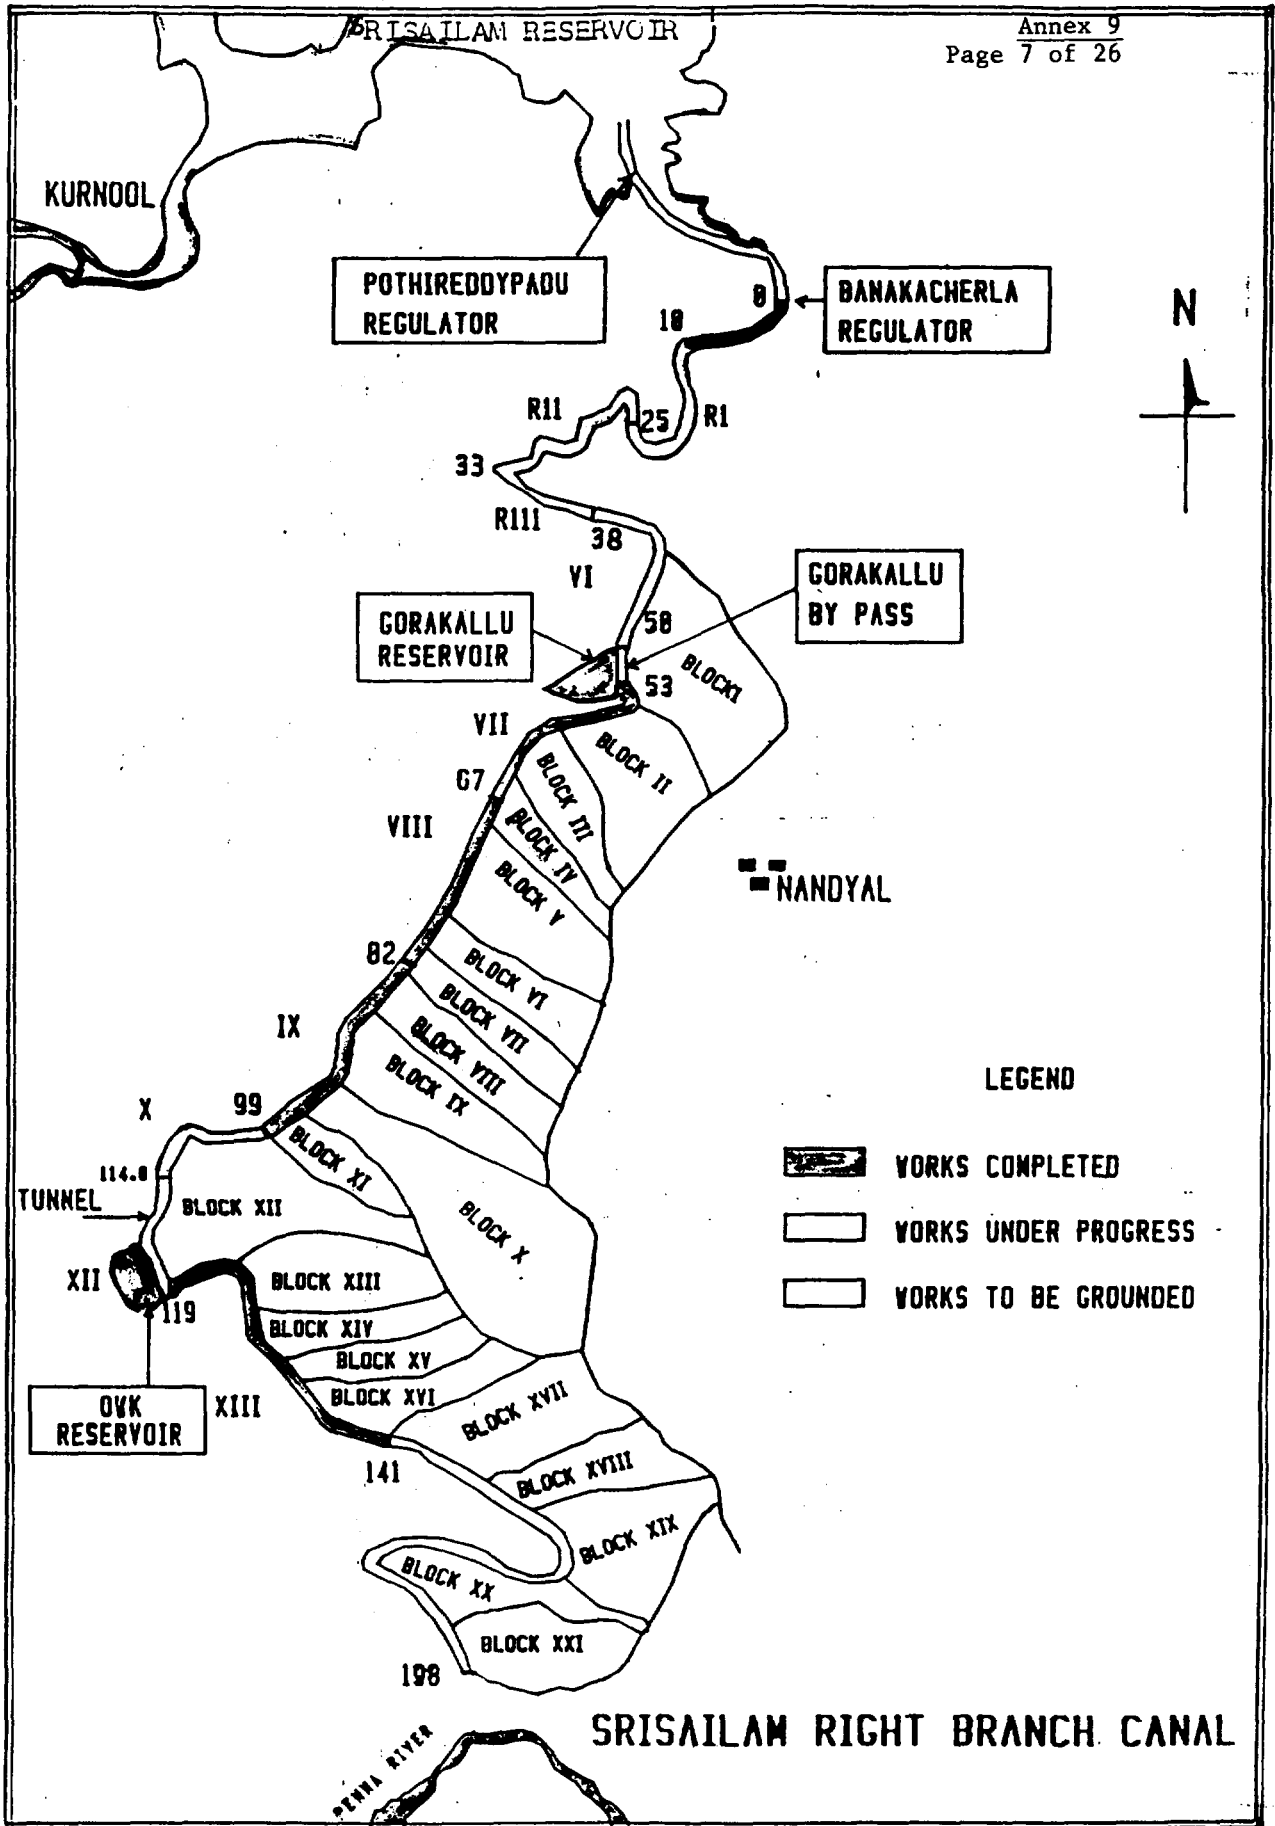 SRISAILAM RESERVOIR
Annex 9
Page 7 of 26
KURNOOL
POTHIREDDYPADU
REGULATOR
0
BANAKACHERLA
REGULATOR
N
18
R11
25
R1
33
R111
38
VI
GORAKALLU
BY PASS
GORAKALLU
RESERVOIR
50
53
BLOCK I
VII
BLOCK II
67
BLOCK III
VIII
BLOCK IV
BLOCK V
NANDYAL
82
BLOCK VI
BLOCK VII
IX
BLOCK VIII
BLOCK IX
LEGEND
X
99
BLOCK XI
WORKS COMPLETED
114.0
TUNNEL
BLOCK XII
BLOCK X
WORKS UNDER PROGRESS
XII
BLOCK XIII
WORKS TO BE GROUNDED
119
BLOCK XIV
BLOCK XV
BLOCK XVI
OWK
RESERVOIR
XIII
BLOCK XVII
141
BLOCK XVIII
BLOCK XIX
BLOCK XX
BLOCK XXI
198
SRISAILAM RIGHT BRANCH CANAL
PENNA RIVER